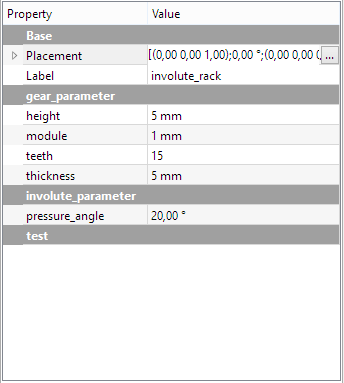 Property Value
Base
Placement [(0,00 0,00 1,00);0,00 °;(0,00 0,00 0, ...
Label involute_rack
gear_parameter
height 5 mm
module 1 mm
teeth 15
thickness 5 mm
involute_parameter
pressure_angle 20,00 °
test